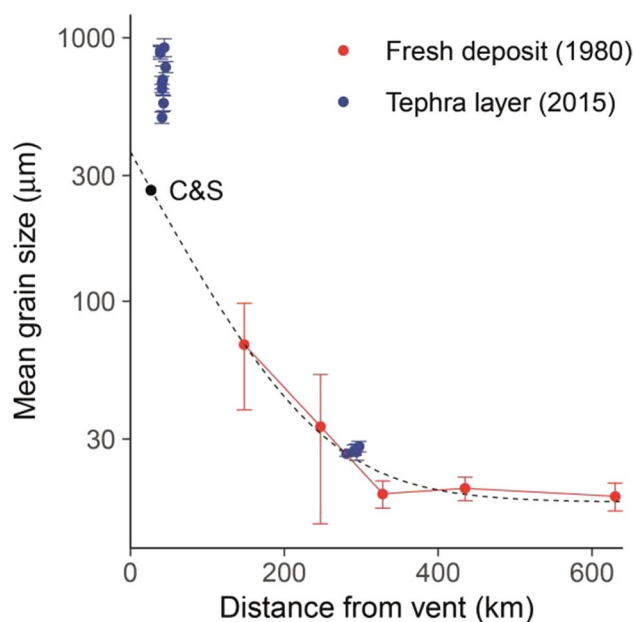 1000
300
100
30
Mean grain size (μm)
Fresh deposit (1980)
Tephra layer (2015)
C&S
0 200 400 600
Distance from vent (km)